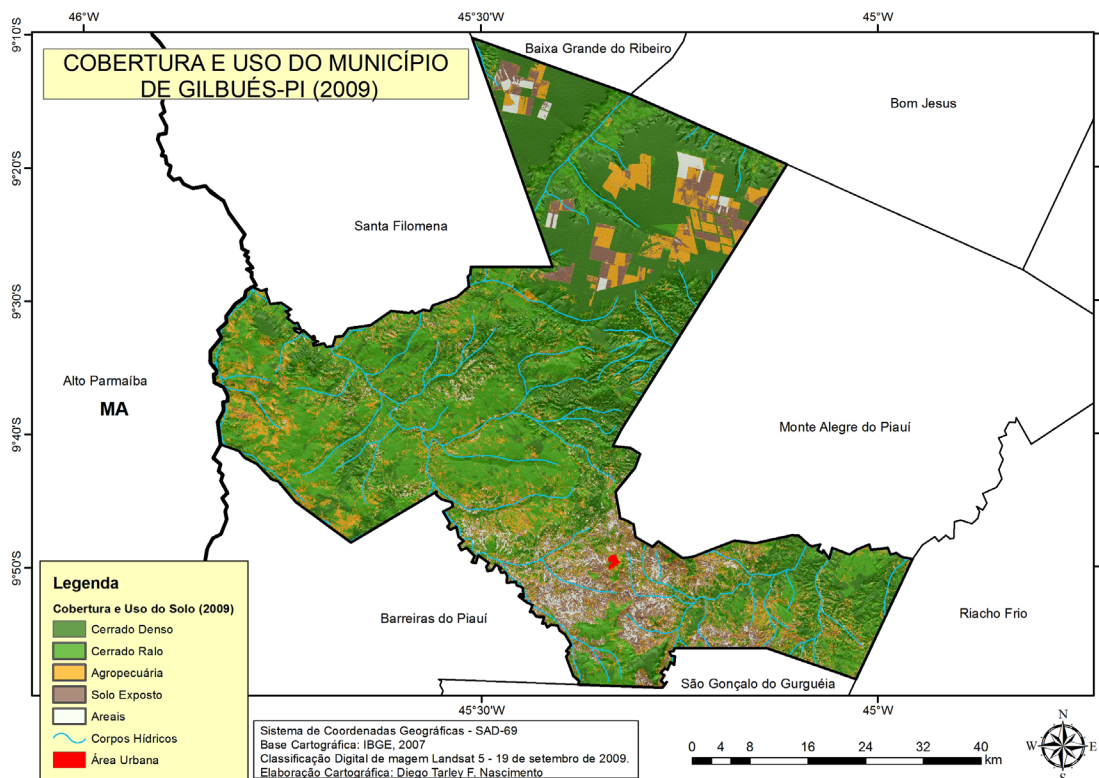 46°W
45°30'W
45°W
9°10'S
COBERTURA E USO DO MUNICÍPIO
DE GILBUÉS-PI (2009)
Baixa Grande do Ribeiro
Bom Jesus
9°20'S
Santa Filomena
9°30'S
Alto Parmaíba
MA
9°40'S
Monte Alegre do Piauí
9°50'S
Legenda
Cobertura e Uso do Solo (2009)
Cerrado Denso
Cerrado Ralo
Agropecuária
Solo Exposto
Areais
Corpos Hídricos
Área Urbana
Barreiras do Piauí
Riacho Frio
São Gonçalo do Gurguéia
45°30'W
45°W
Sistema de Coordenadas Geográficas - SAD-69
Base Cartográfica: IBGE, 2007
Classificação Digital de magem Landsat 5 - 19 de setembro de 2009.
Elaboração Cartográfica: Diego Tarley F. Nascimento
0 4 8 16 24 32 40
km
N
W E
S